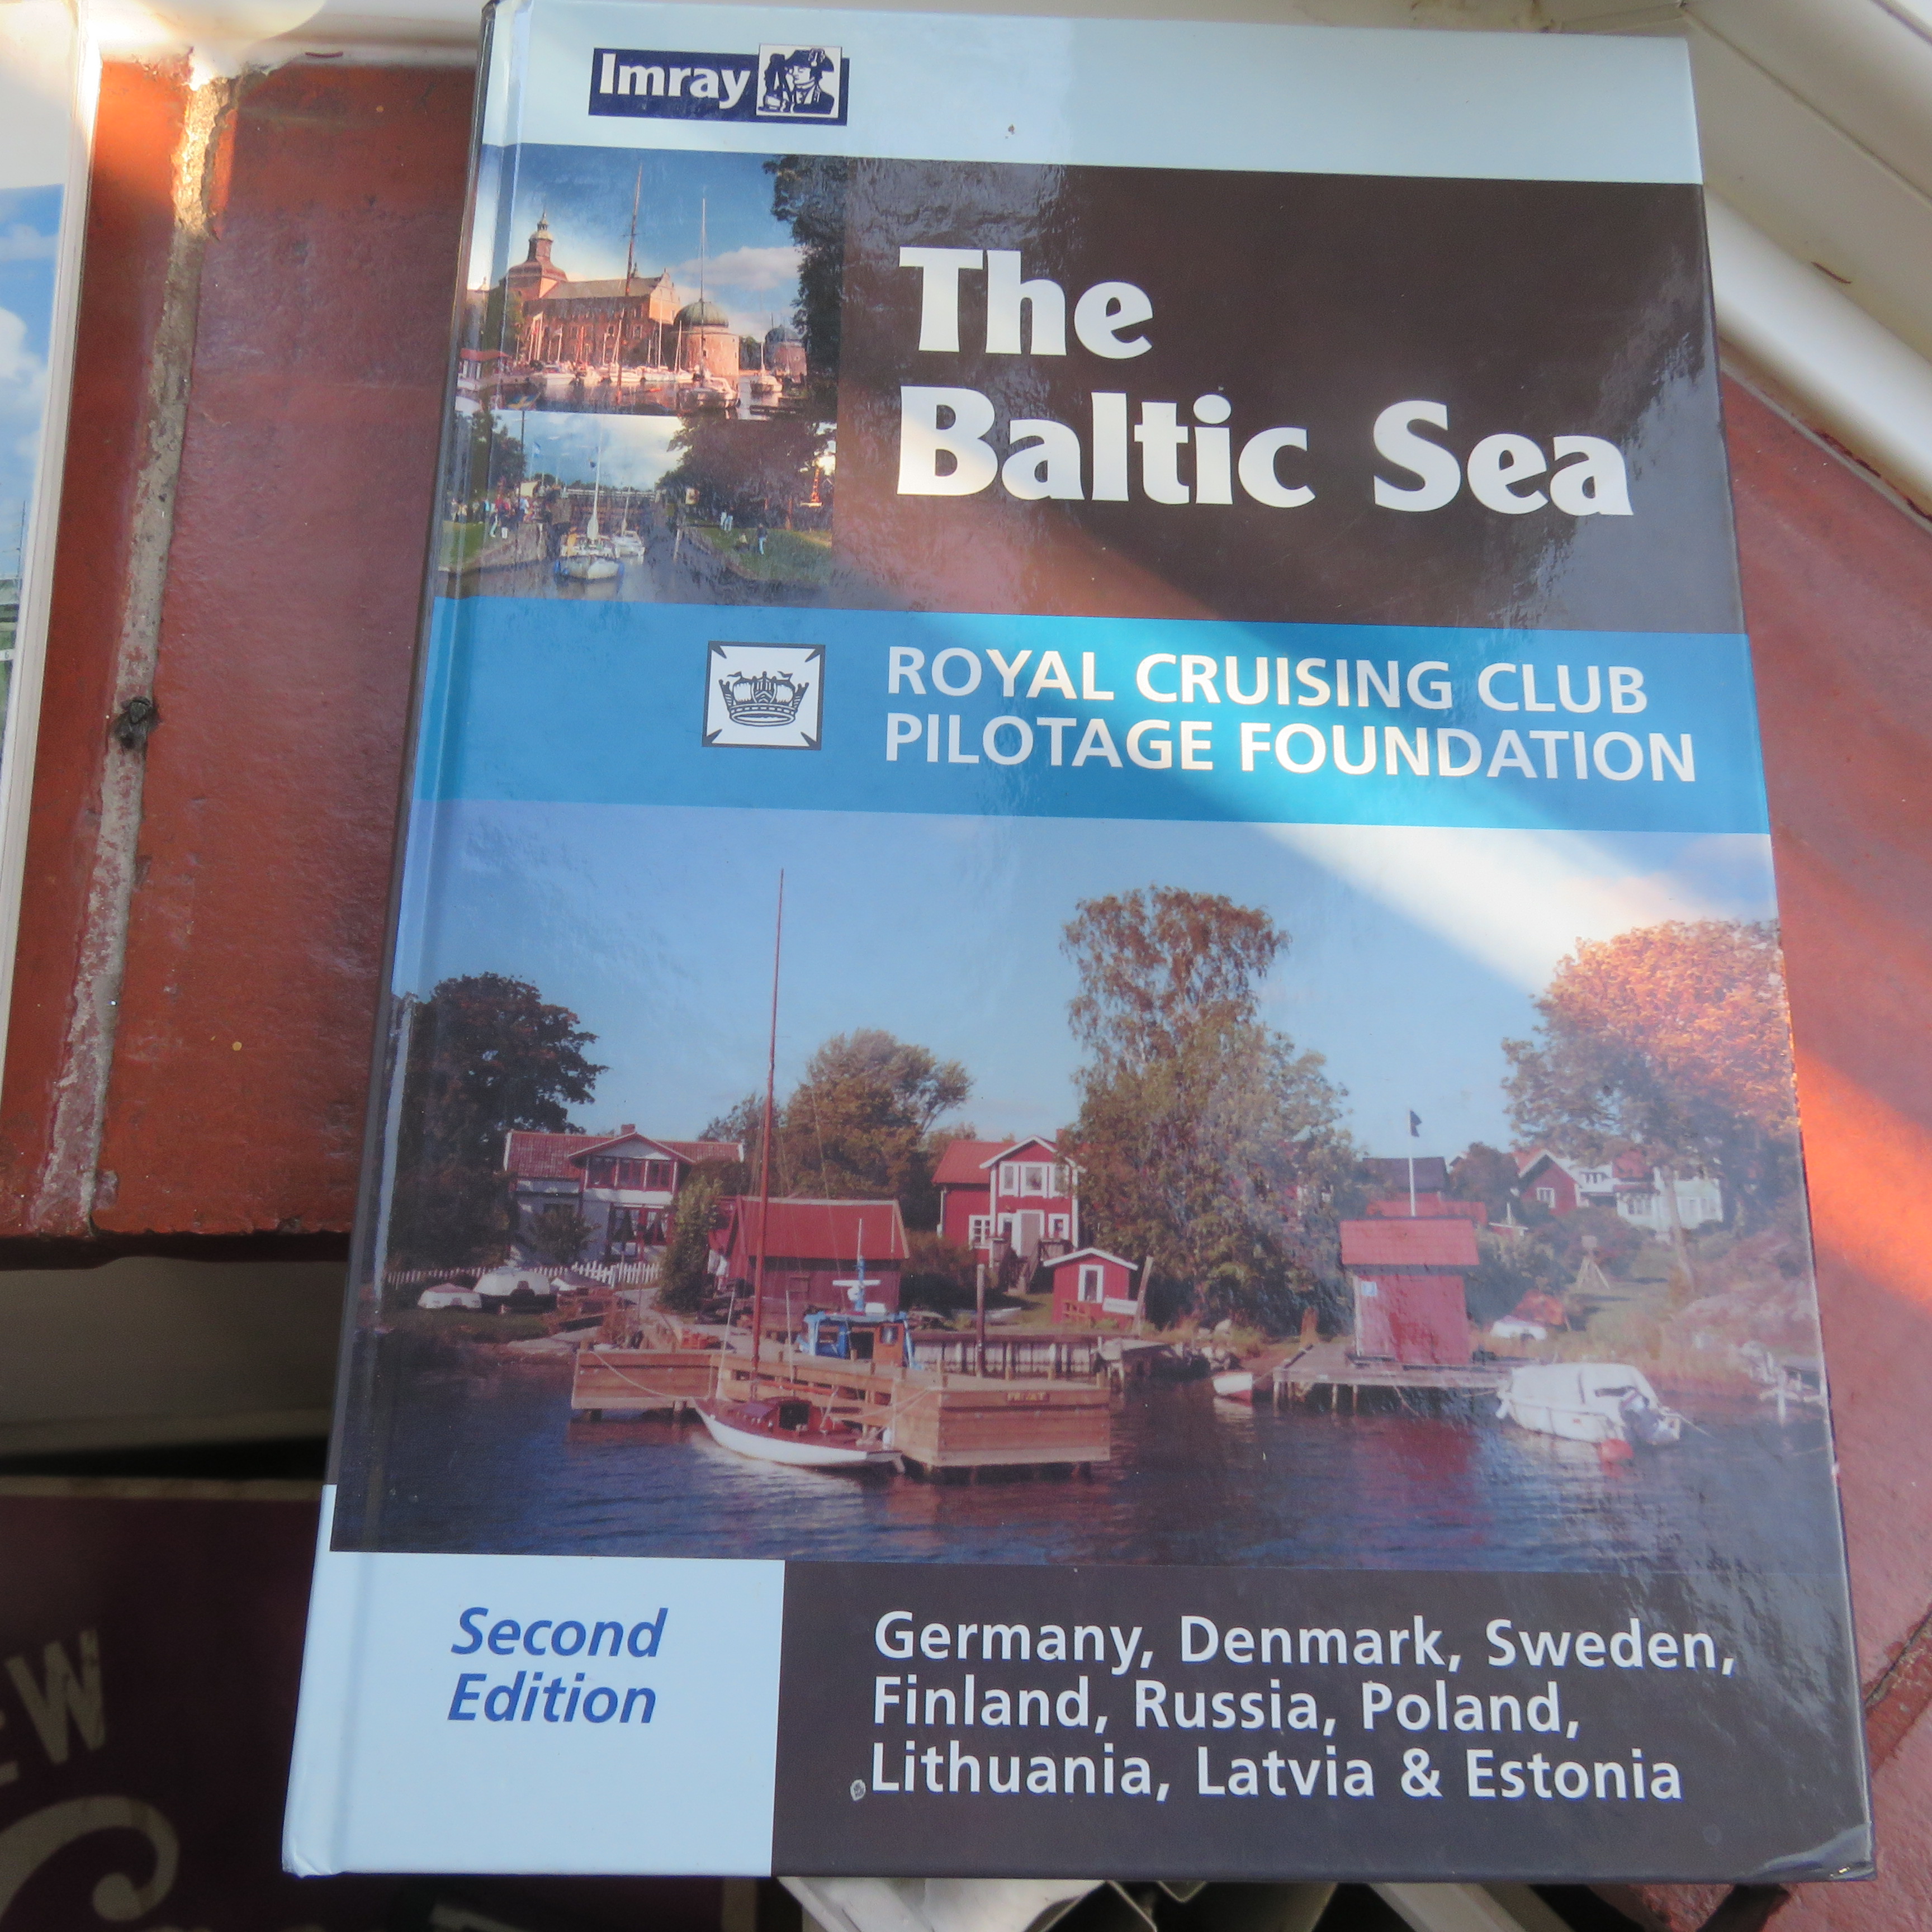 Imray
The
Baltic Sea
ROYAL CRUISING CLUB
PILOTAGE FOUNDATION
Second
Edition
Germany, Denmark, Sweden,
Finland, Russia, Poland,
Lithuania, Latvia & Estonia